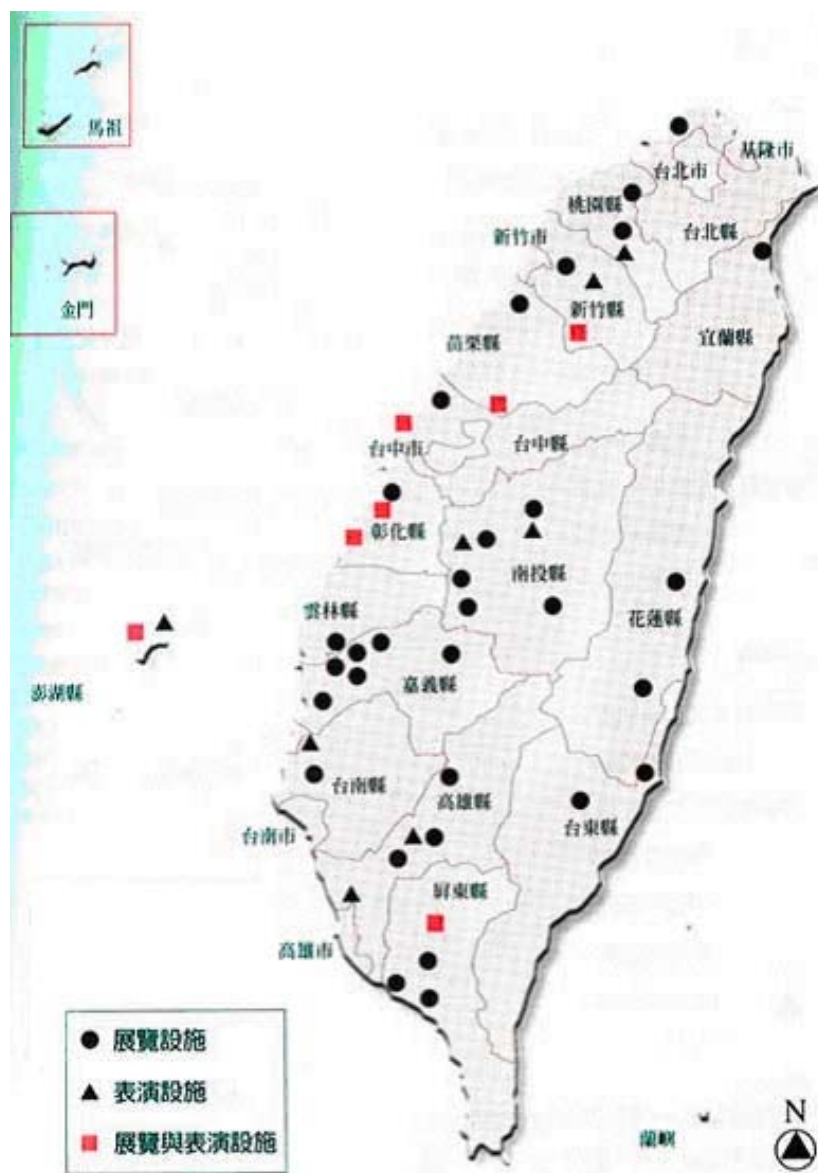 馬祖
基隆市
台北市
桃園縣
台北縣
新竹市
金門
新竹縣
宜蘭縣
苗栗縣
台中市
台中縣
彰化縣
南投縣
雲林縣
花蓮縣
嘉義縣
澎湖縣
台南縣
高雄縣
台東縣
台南市
屏東縣
高雄市
展覽設施
表演設施
展覽與表演設施
蘭嶼
N